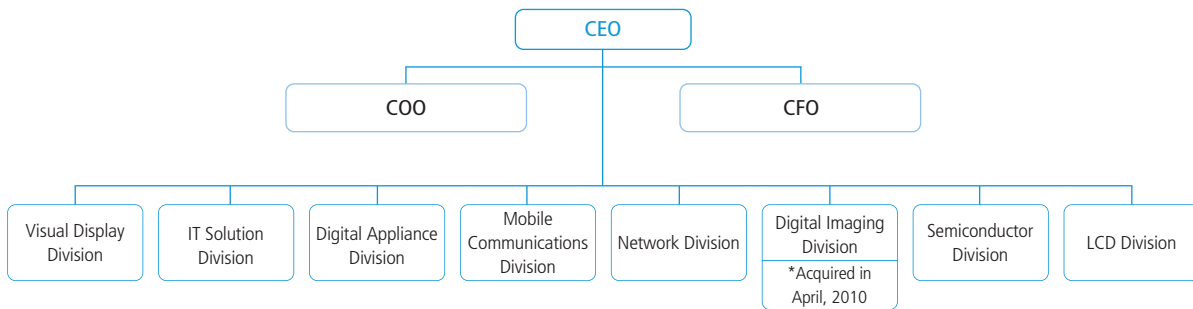 CEO
COO
CFO
Visual Display
Division
IT Solution
Division
Digital Appliance
Division
Mobile
Communications
Division
Network Division
Digital Imaging
Division
*Acquired in
April, 2010
Semiconductor
Division
LCD Division